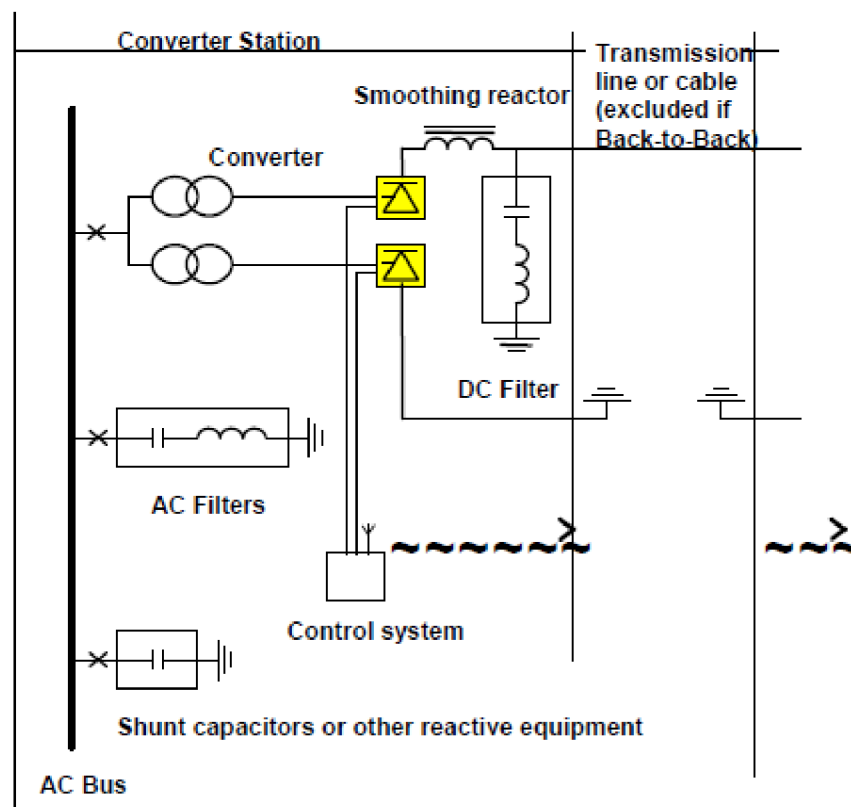 Converter Station
Transmission
line or cable
(excluded if
Back-to-Back)
Smoothing reactor
Converter
DC Filter
AC Filters
Control system
Shunt capacitors or other reactive equipment
AC Bus